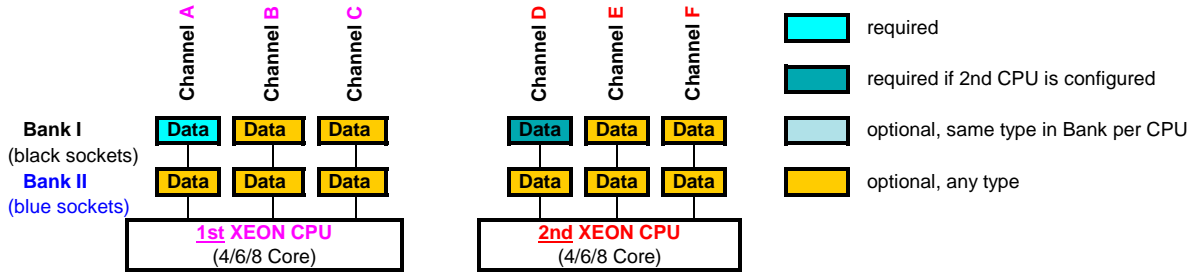 Channel A
Channel B
Channel C
Channel D
Channel E
Channel F
required
required if 2nd CPU is configured
optional, same type in Bank per CPU
optional, any type
Bank I
(black sockets)
Data Data Data Data Data Data
Bank II
(blue sockets)
Data Data Data Data Data Data
1st XEON CPU
(4/6/8 Core)
2nd XEON CPU
(4/6/8 Core)